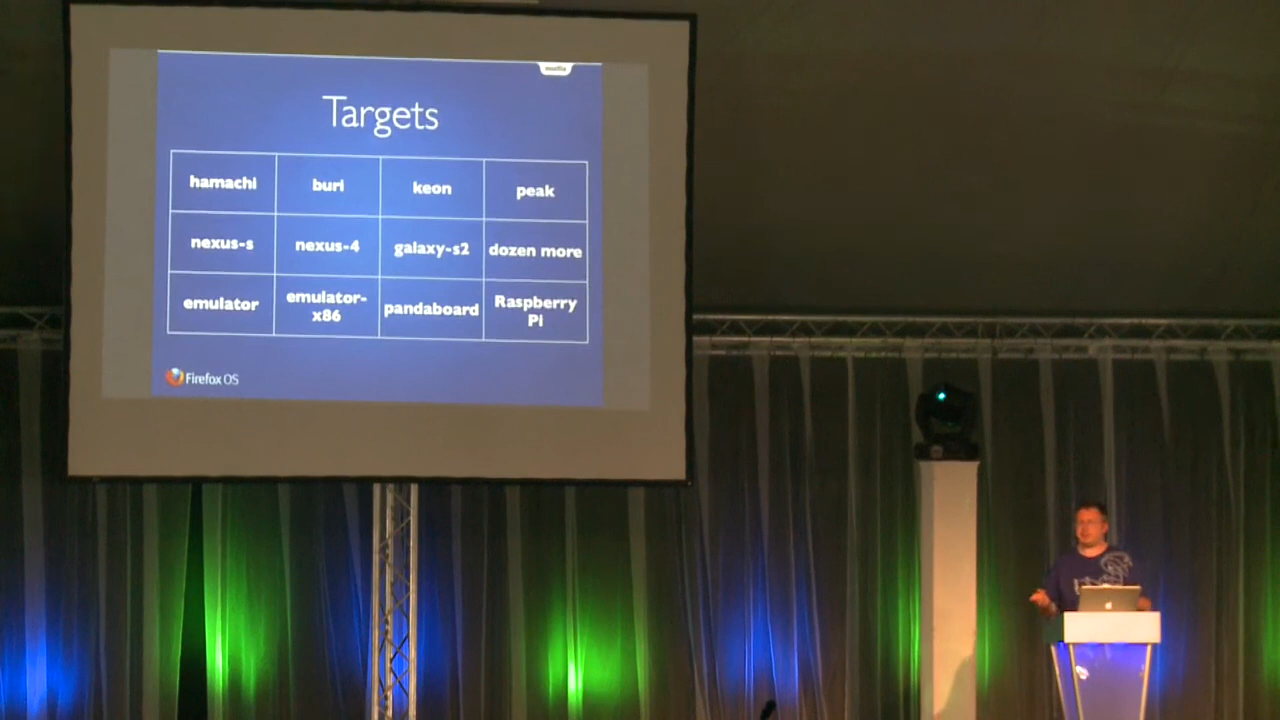 mozilla
Targets
hamachi buri keon peak
nexus-s nexus-4 galaxy-s2 dozen more
emulator emulator-x86 pandaboard Raspberry Pi
Firefox OS